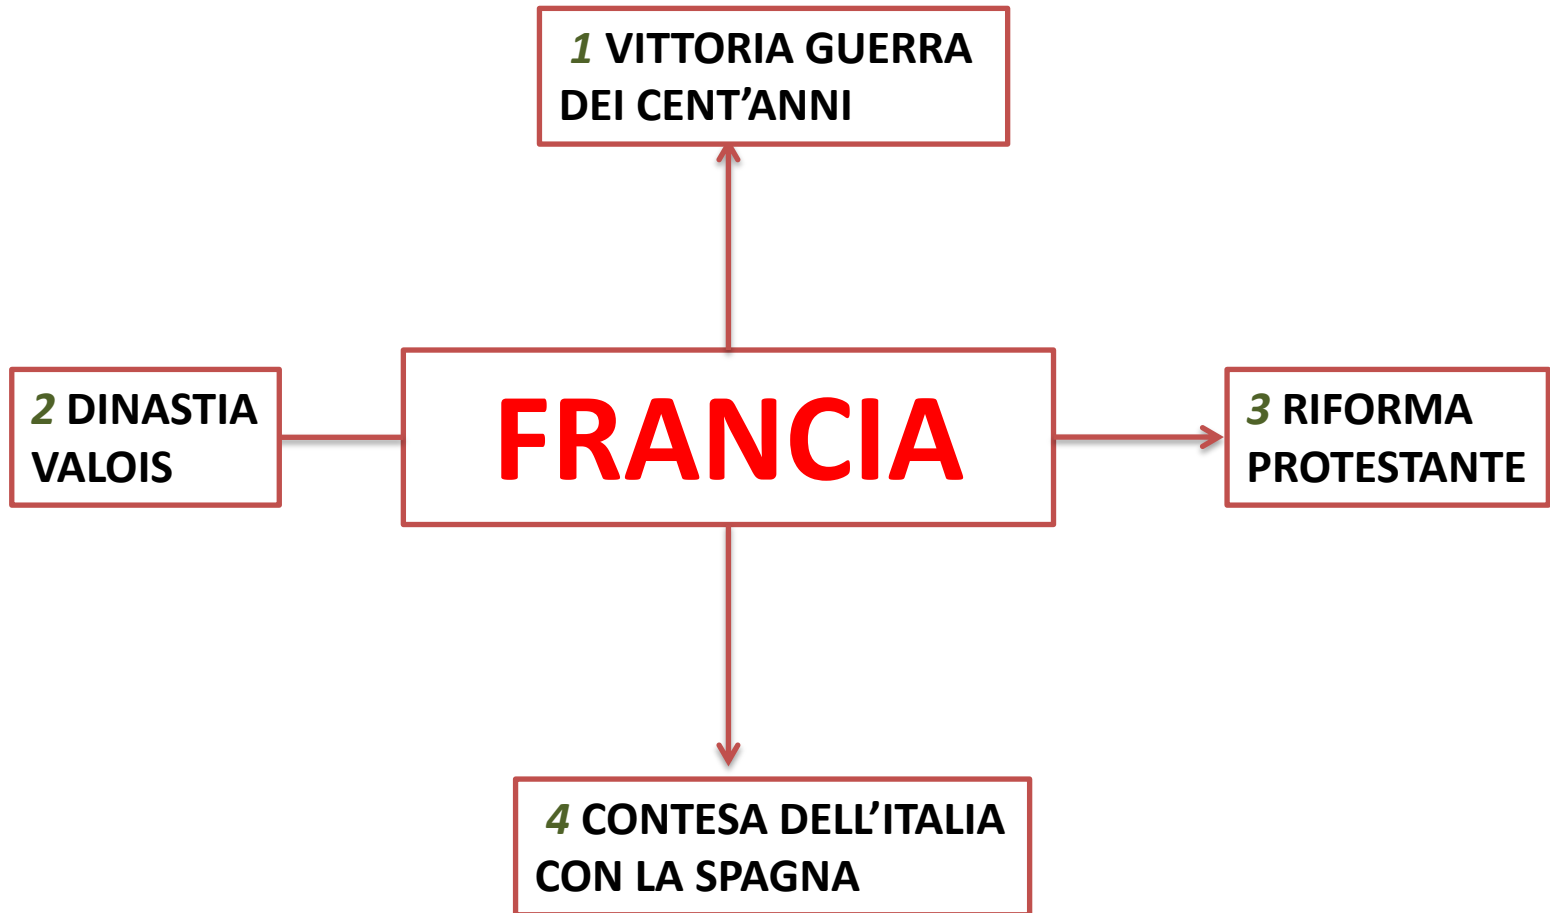 1 VITTORIA GUERRA
DEI CENT’ANNI
2 DINASTIA
VALOIS
FRANCIA
3 RIFORMA
PROTESTANTE
4 CONTESA DELL’ITALIA
CON LA SPAGNA